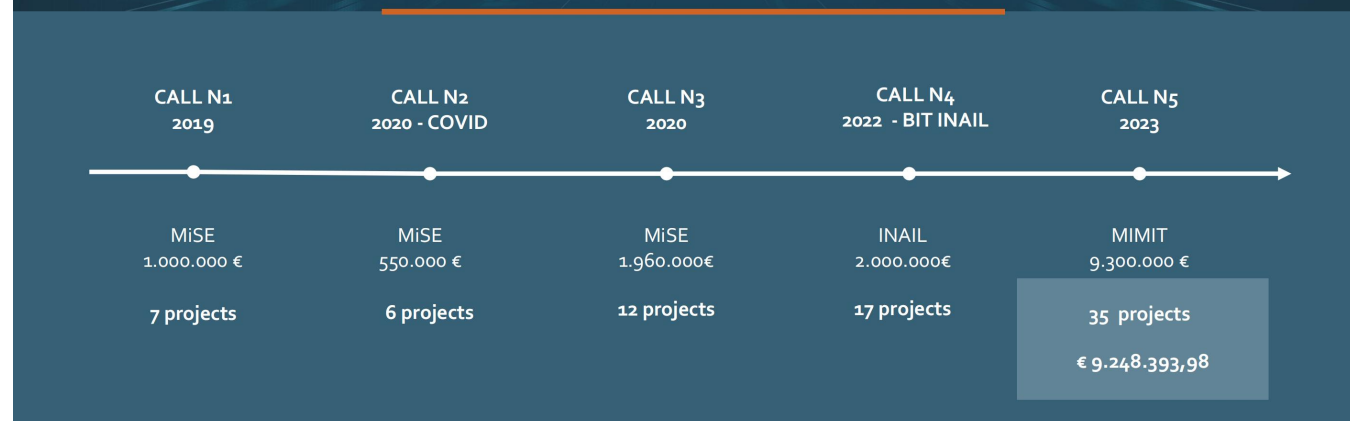 CALL N1
2019
CALL N2
2020 - COVID
CALL N3
2020
CALL N4
2022 - BIT INAIL
CALL N5
2023
MiSE
1.000.000 €
7 projects
MiSE
550.000 €
6 projects
MiSE
1.960.000€
12 projects
INAIL
2.000.000€
17 projects
MIMIT
9.300.000 €
35 projects
€ 9.248.393,98